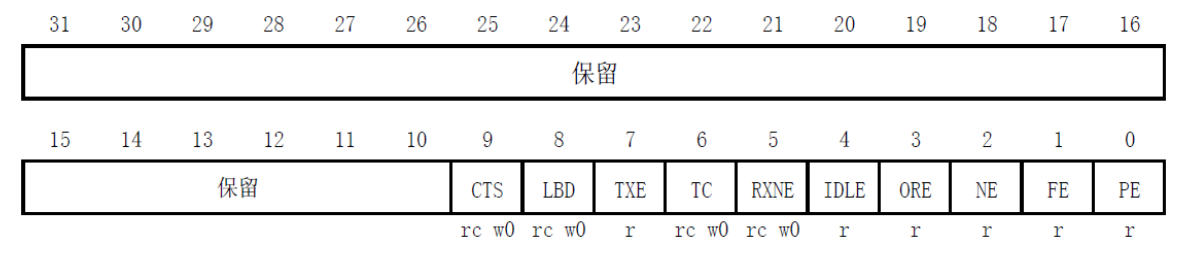 31 30 29 28 27 26 25 24 23 22 21 20 19 18 17 16
保留
15 14 13 12 11 10 9 8 7 6 5 4 3 2 1 0
保留 CTS LBD TXE TC RXNE IDLE ORE NE FE PE
rc w0 rc w0 r rc w0 rc w0 r r r r r